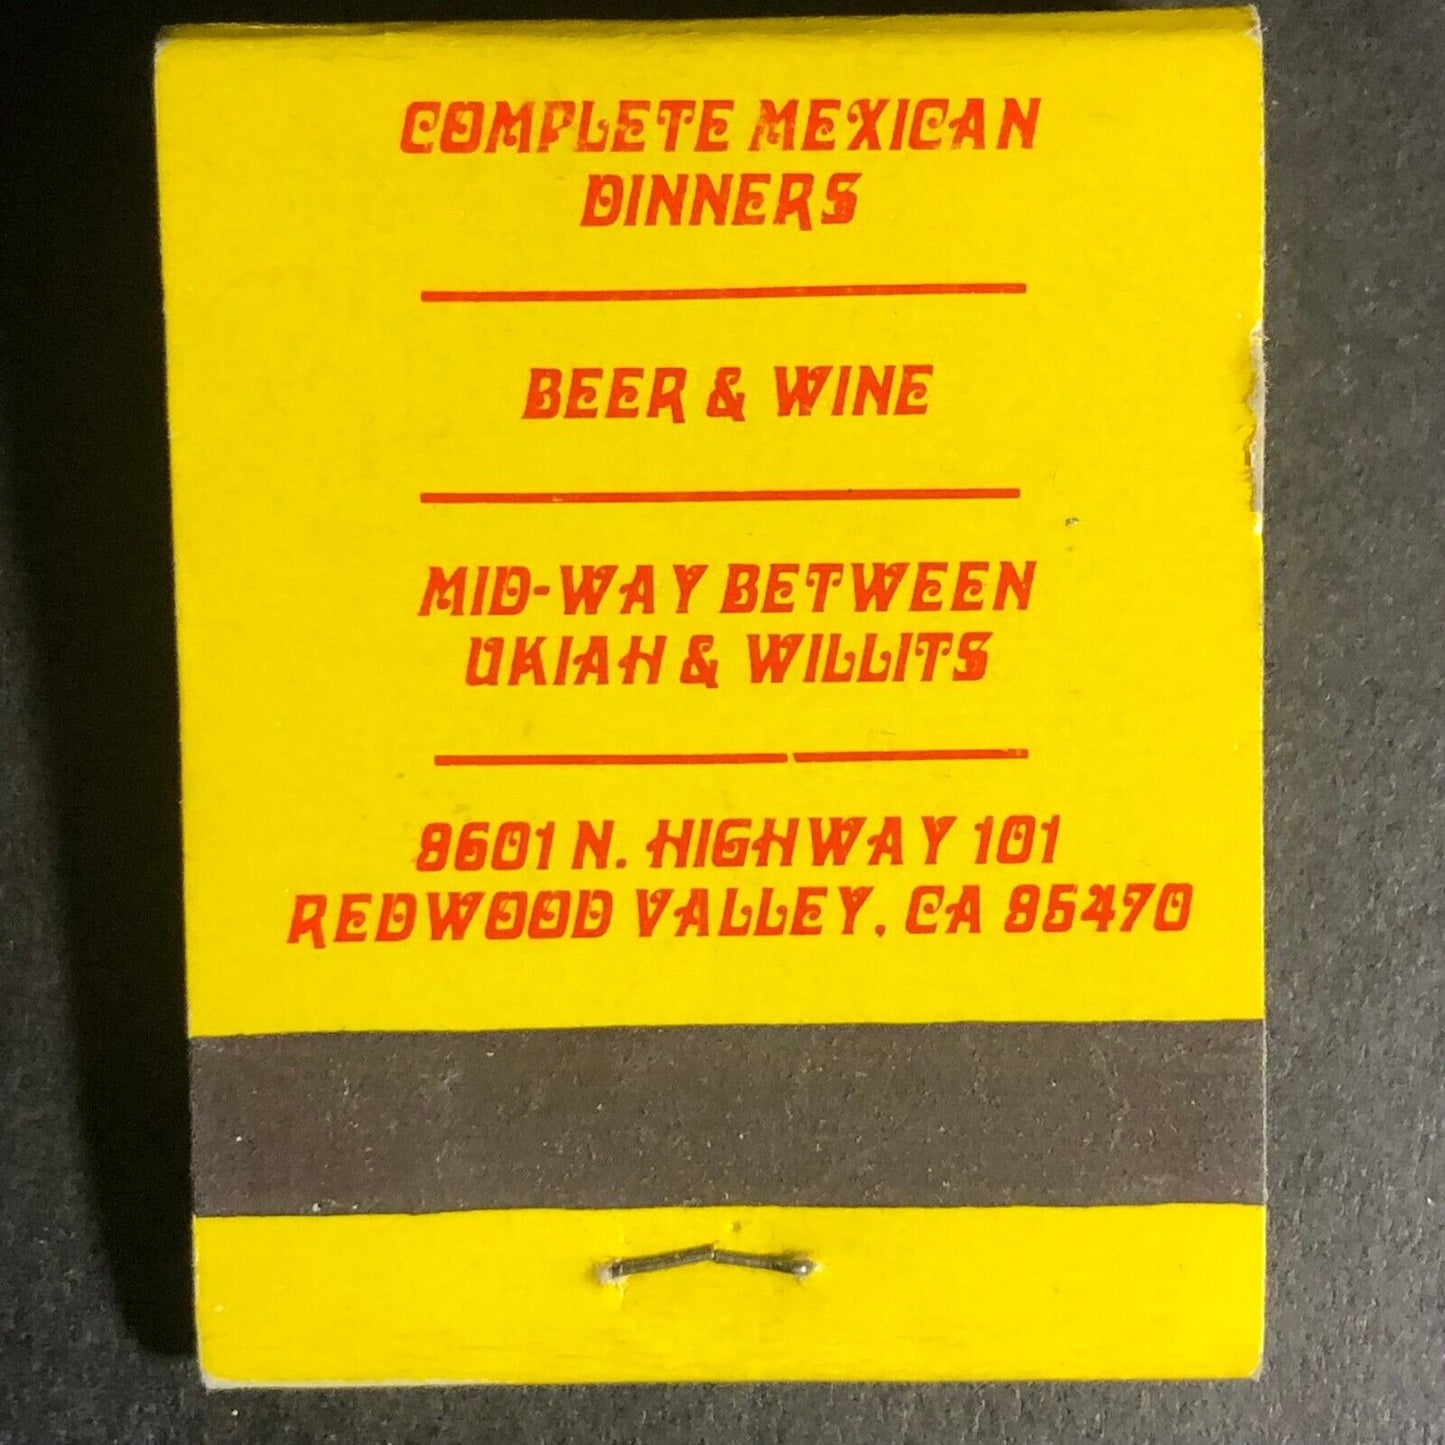 COMPLETE MEXICAN
DINNERS
BEER & WINE
MID-WAY BETWEEN
UKIAH & WILLITS
8601 N. HIGHWAY 101
REDWOOD VALLEY, CA 95470